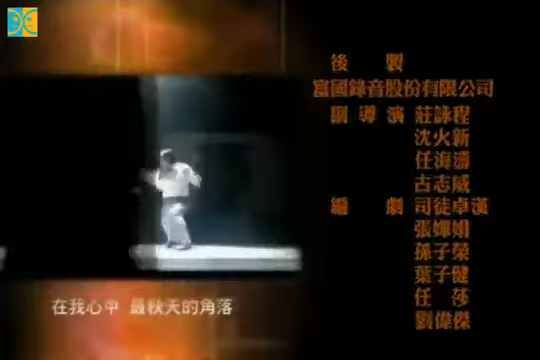 後 製
富國錄音股份有限公司
副 導 演 莊詠程
沈火新
任海濤
古志威
編 劇 司徒卓漢
張嬋娟
孫子榮
葉子健
任 莎
劉偉傑
在我心中 最秋天的角落